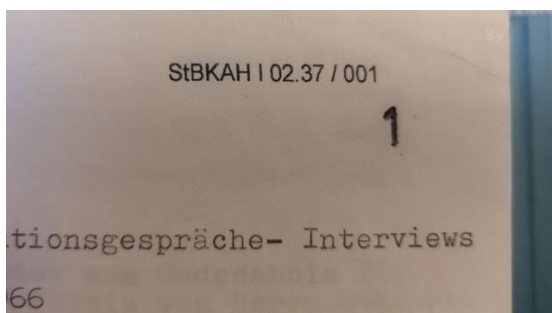 StBKAH I 02.37 / 001
1
tionsgespräche- Interviews
66